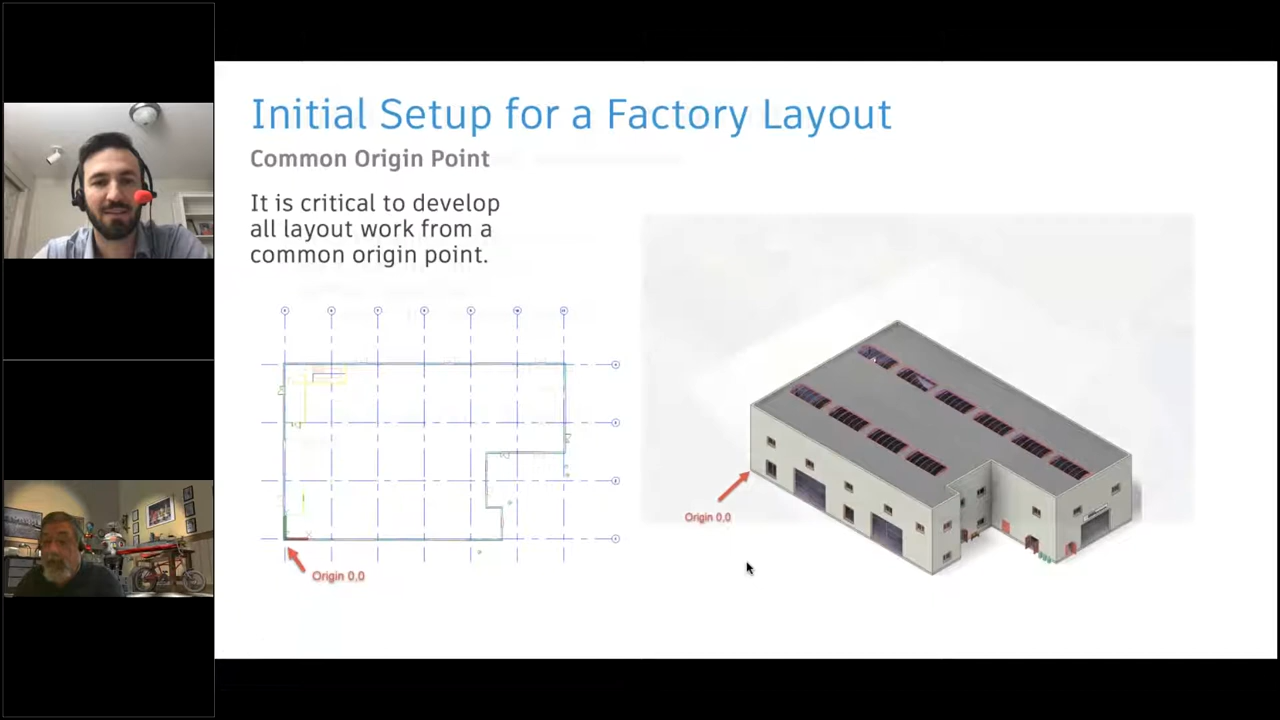 Initial Setup for a Factory Layout
Common Origin Point
It is critical to develop
all layout work from a
common origin point.
Origin 0,0
Origin 0,0